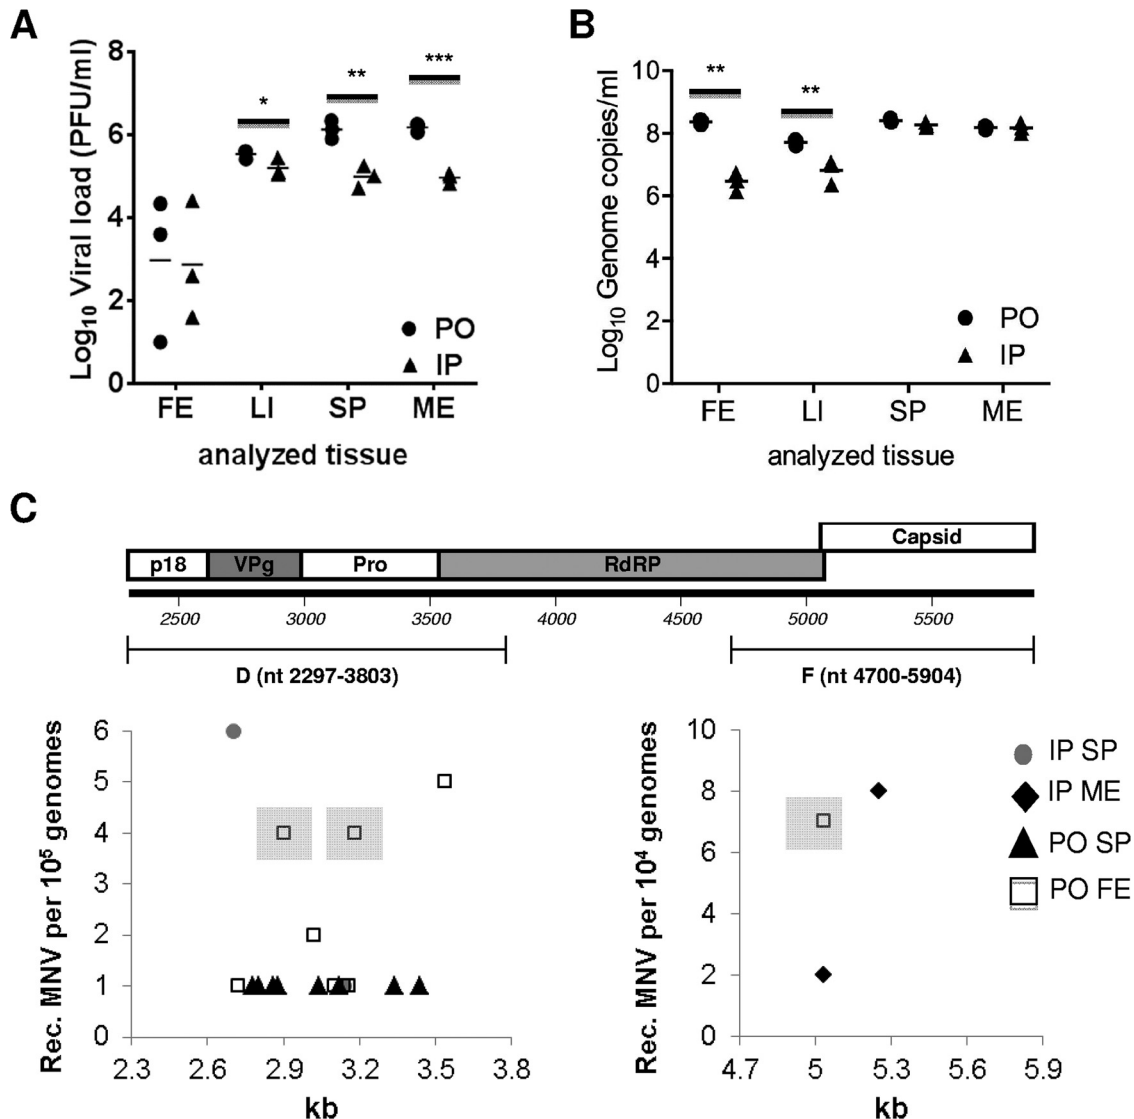 A
Log10 Viral load (PFU/ml)
8
6
4
2
0
*
**
***
PO
IP
FE LI SP ME
analyzed tissue
B
Log10 Genome copies/ml
10
8
6
4
2
0
**
**
PO
IP
FE LI SP ME
analyzed tissue
C
Capsid
p18 VPg Pro RdRP
2500 3000 3500 4000 4500 5000 5500
D (nt 2297-3803)
F (nt 4700-5904)
Rec. MNV per 10⁵ genomes
6
5
4
3
2
1
0
2.3 2.6 2.9 3.2 3.5 3.8
kb
Rec. MNV per 10⁴ genomes
10
8
6
4
2
0
4.7 5 5.3 5.6 5.9
kb
IP SP
IP ME
PO SP
PO FE